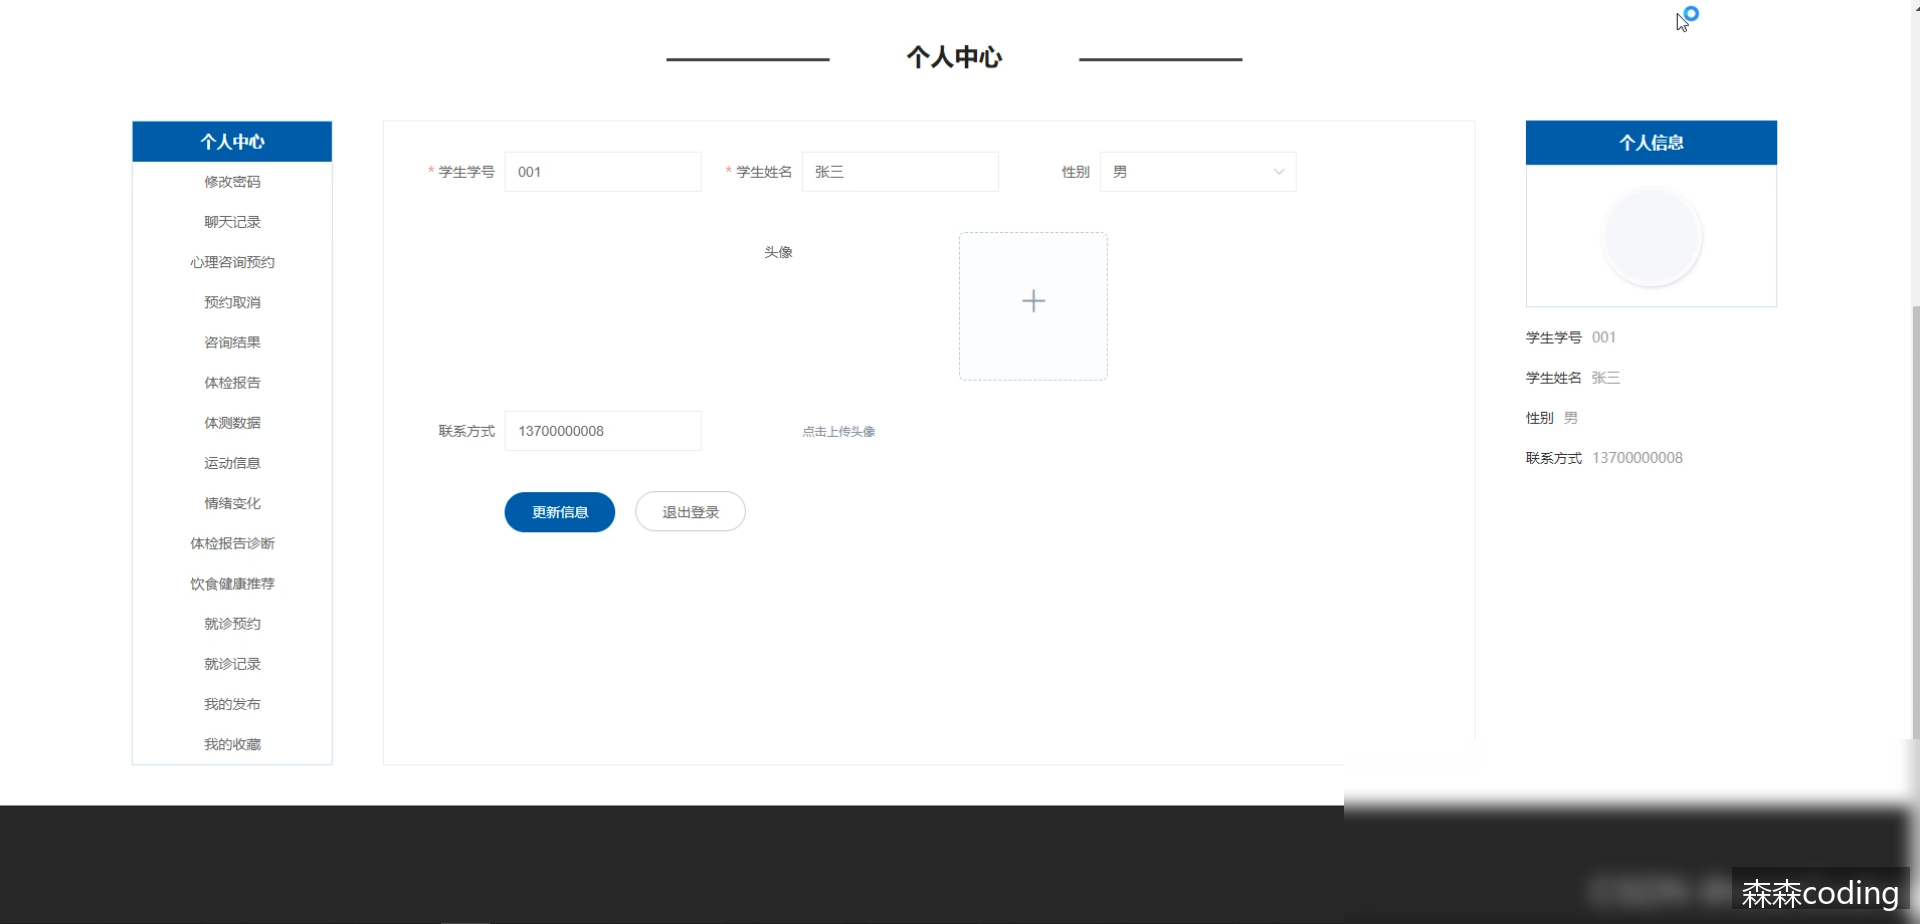 个人中心
个人中心
修改密码
聊天记录
心理咨询预约
预约取消
咨询结果
体检报告
体测数据
运动信息
情绪变化
体检报告诊断
饮食健康推荐
就诊预约
就诊记录
我的发布
我的收藏
* 学生学号 001 * 学生姓名 张三 性别 男
头像
联系方式 13700000008 点击上传头像
更新信息 退出登录
个人信息
学生学号 001
学生姓名 张三
性别 男
联系方式 13700000008
森森coding